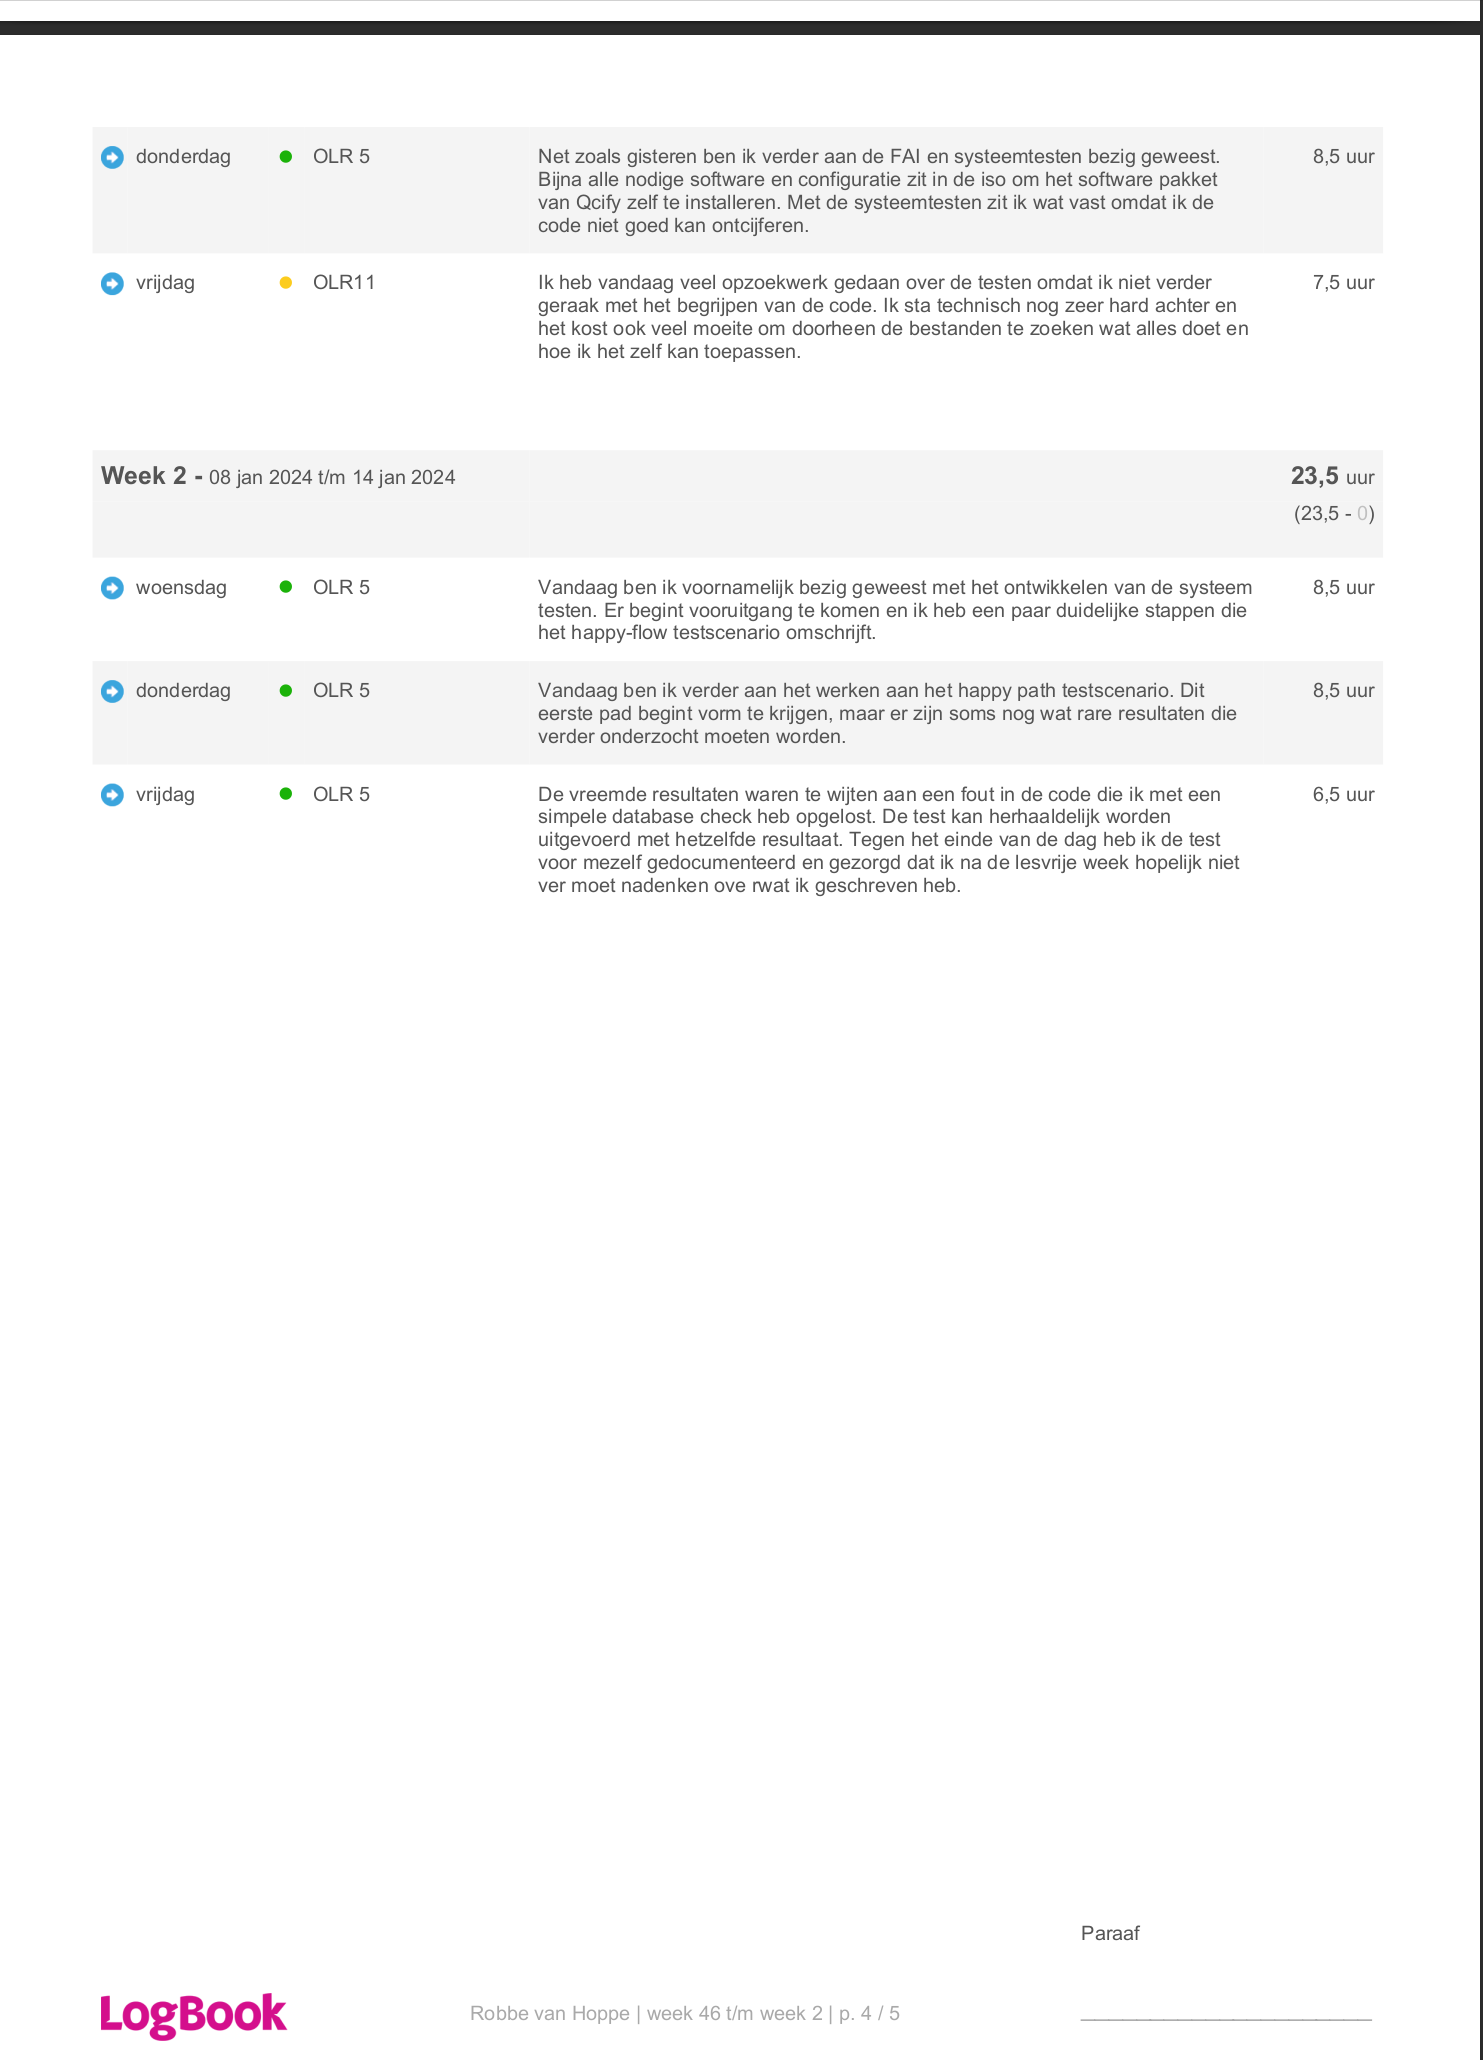 donderdag OLR 5 Net zoals gisteren ben ik verder aan de FAI en systeemtesten bezig geweest. 8,5 uur
Bijna alle nodige software en configuratie zit in de iso om het software pakket
van Qcify zelf te installeren. Met de systeemtesten zit ik wat vast omdat ik de
code niet goed kan ontcijferen.
vrijdag OLR11 Ik heb vandaag veel opzoekwerk gedaan over de testen omdat ik niet verder 7,5 uur
geraak met het begrijpen van de code. Ik sta technisch nog zeer hard achter en
het kost ook veel moeite om doorheen de bestanden te zoeken wat alles doet en
hoe ik het zelf kan toepassen.
Week 2 - 08 jan 2024 t/m 14 jan 2024 23,5 uur
(23,5 - 0)
woensdag OLR 5 Vandaag ben ik voornamelijk bezig geweest met het ontwikkelen van de systeem 8,5 uur
testen. Er begint vooruitgang te komen en ik heb een paar duidelijke stappen die
het happy-flow testscenario omschrijft.
donderdag OLR 5 Vandaag ben ik verder aan het werken aan het happy path testscenario. Dit 8,5 uur
eerste pad begint vorm te krijgen, maar er zijn soms nog wat rare resultaten die
verder onderzocht moeten worden.
vrijdag OLR 5 De vreemde resultaten waren te wijten aan een fout in de code die ik met een 6,5 uur
simpele database check heb opgelost. De test kan herhaaldelijk worden
uitgevoerd met hetzelfde resultaat. Tegen het einde van de dag heb ik de test
voor mezelf gedocumenteerd en gezorgd dat ik na de lesvrije week hopelijk niet
ver moet nadenken ove rwat ik geschreven heb.
Paraaf
LogBook Robbe van Hoppe | week 46 t/m week 2 | p. 4 / 5